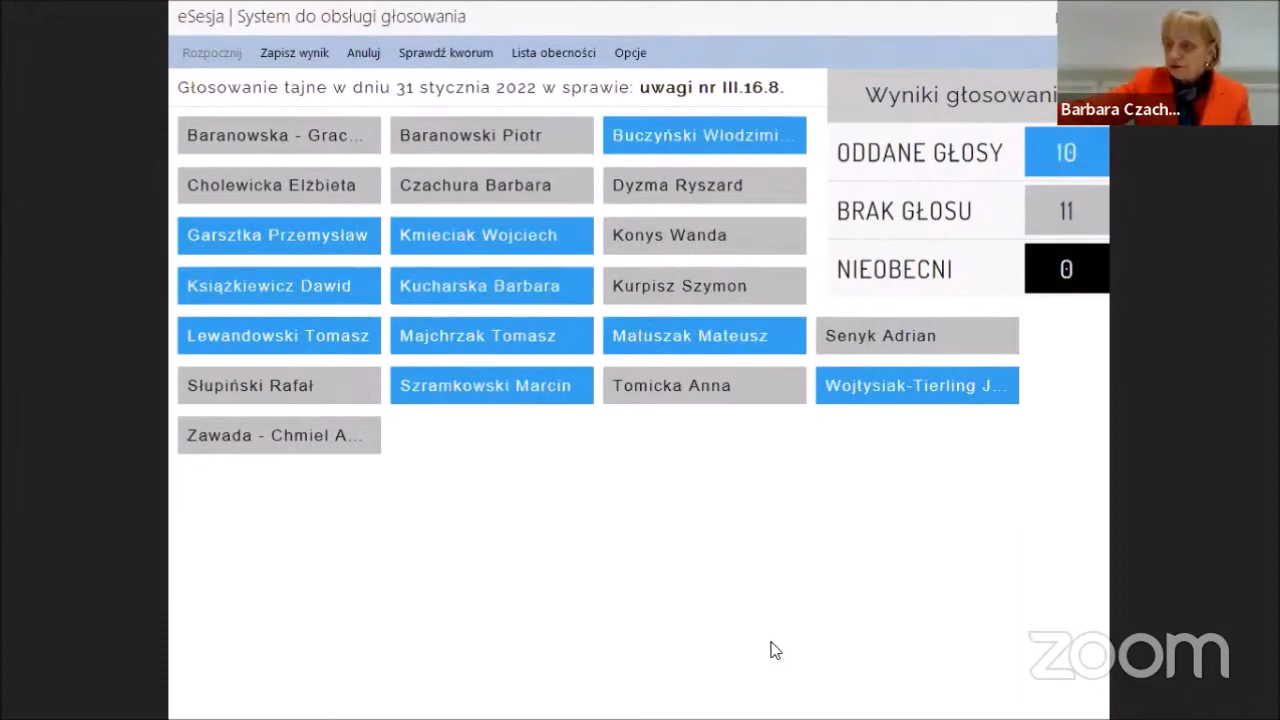 eSesja | System do obsługi głosowania
Rozpocznij Zapisz wynik Anuluj Sprawdź kworum Lista obecności Opcje
Głosowanie tajne w dniu 31 stycznia 2022 w sprawie: uwagi nr III.16.8.
Wyniki głosowani
Barbara Czach...
Baranowska - Grac... Baranowski Piotr Buczyński Włodzimi...
ODDANE GŁOSY 10
Cholewicka Elżbieta Czachura Barbara Dyzma Ryszard
BRAK GŁOSU 11
Garsztka Przemysław Kmieciak Wojciech Konys Wanda
NIEOBECNI 0
Książkiewicz Dawid Kucharska Barbara Kurpisz Szymon
Lewandowski Tomasz Majchrzak Tomasz Matuszak Mateusz Senyk Adrian
Słupiński Rafał Szramkowski Marcin Tomicka Anna Wojtysiak-Tierling J...
Zawada - Chmiel A...
zoom